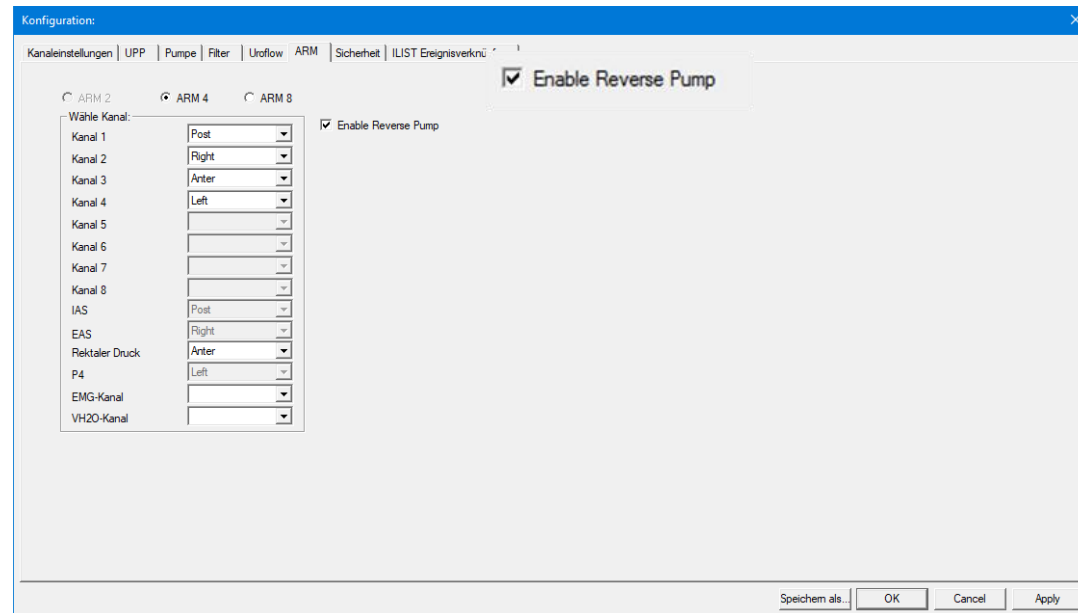 Konfiguration:
Kanaleinstellungen UPP Pumpe Filter Uroflow ARM Sicherheit ILIST
Enable Reverse Pump
ARM 2 ARM 4 ARM 8
Wähle Kanal:
Enable Reverse Pump
Kanal 1 Post
Kanal 2 Right
Kanal 3 Anter
Kanal 4 Left
Kanal 5
Kanal 6
Kanal 7
Kanal 8
IAS Post
EAS Right
Rektaler Druck Anter
P4 Left
EMG-Kanal
VH2O-Kanal
Speichern als... OK Cancel Apply